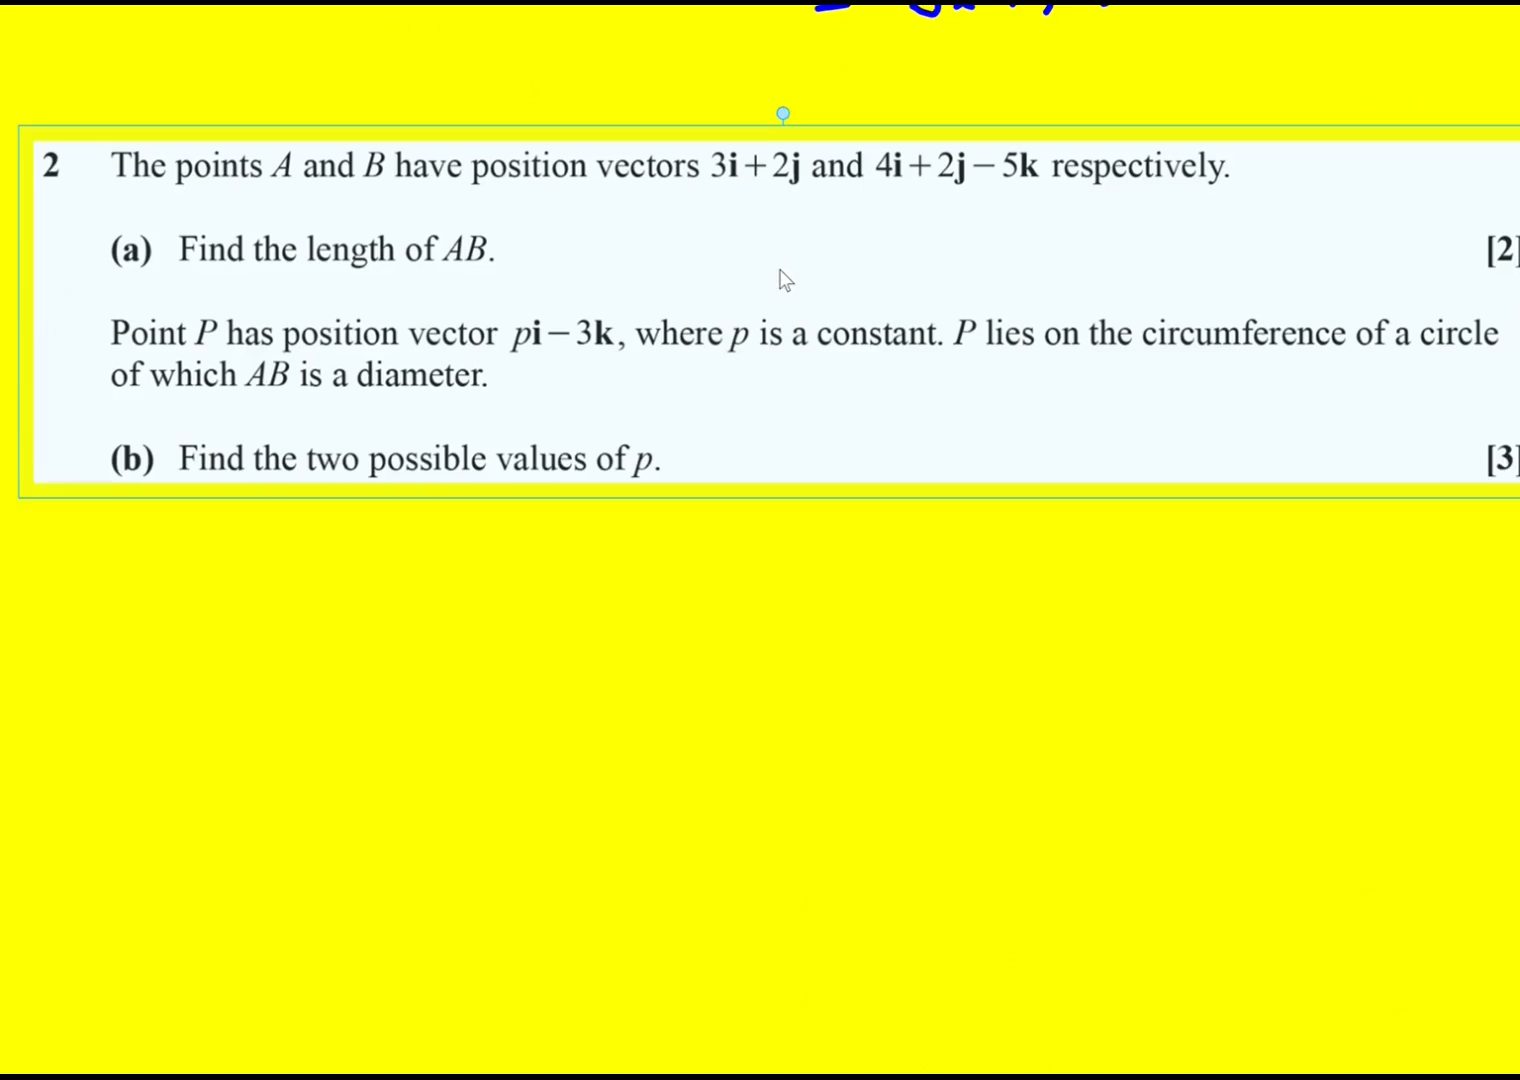 2 The points A and B have position vectors 3i+2j and 4i+2j−5k respectively.
(a) Find the length of AB. [2]
Point P has position vector pi−3k, where p is a constant. P lies on the circumference of a circle
of which AB is a diameter.
(b) Find the two possible values of p. [3]